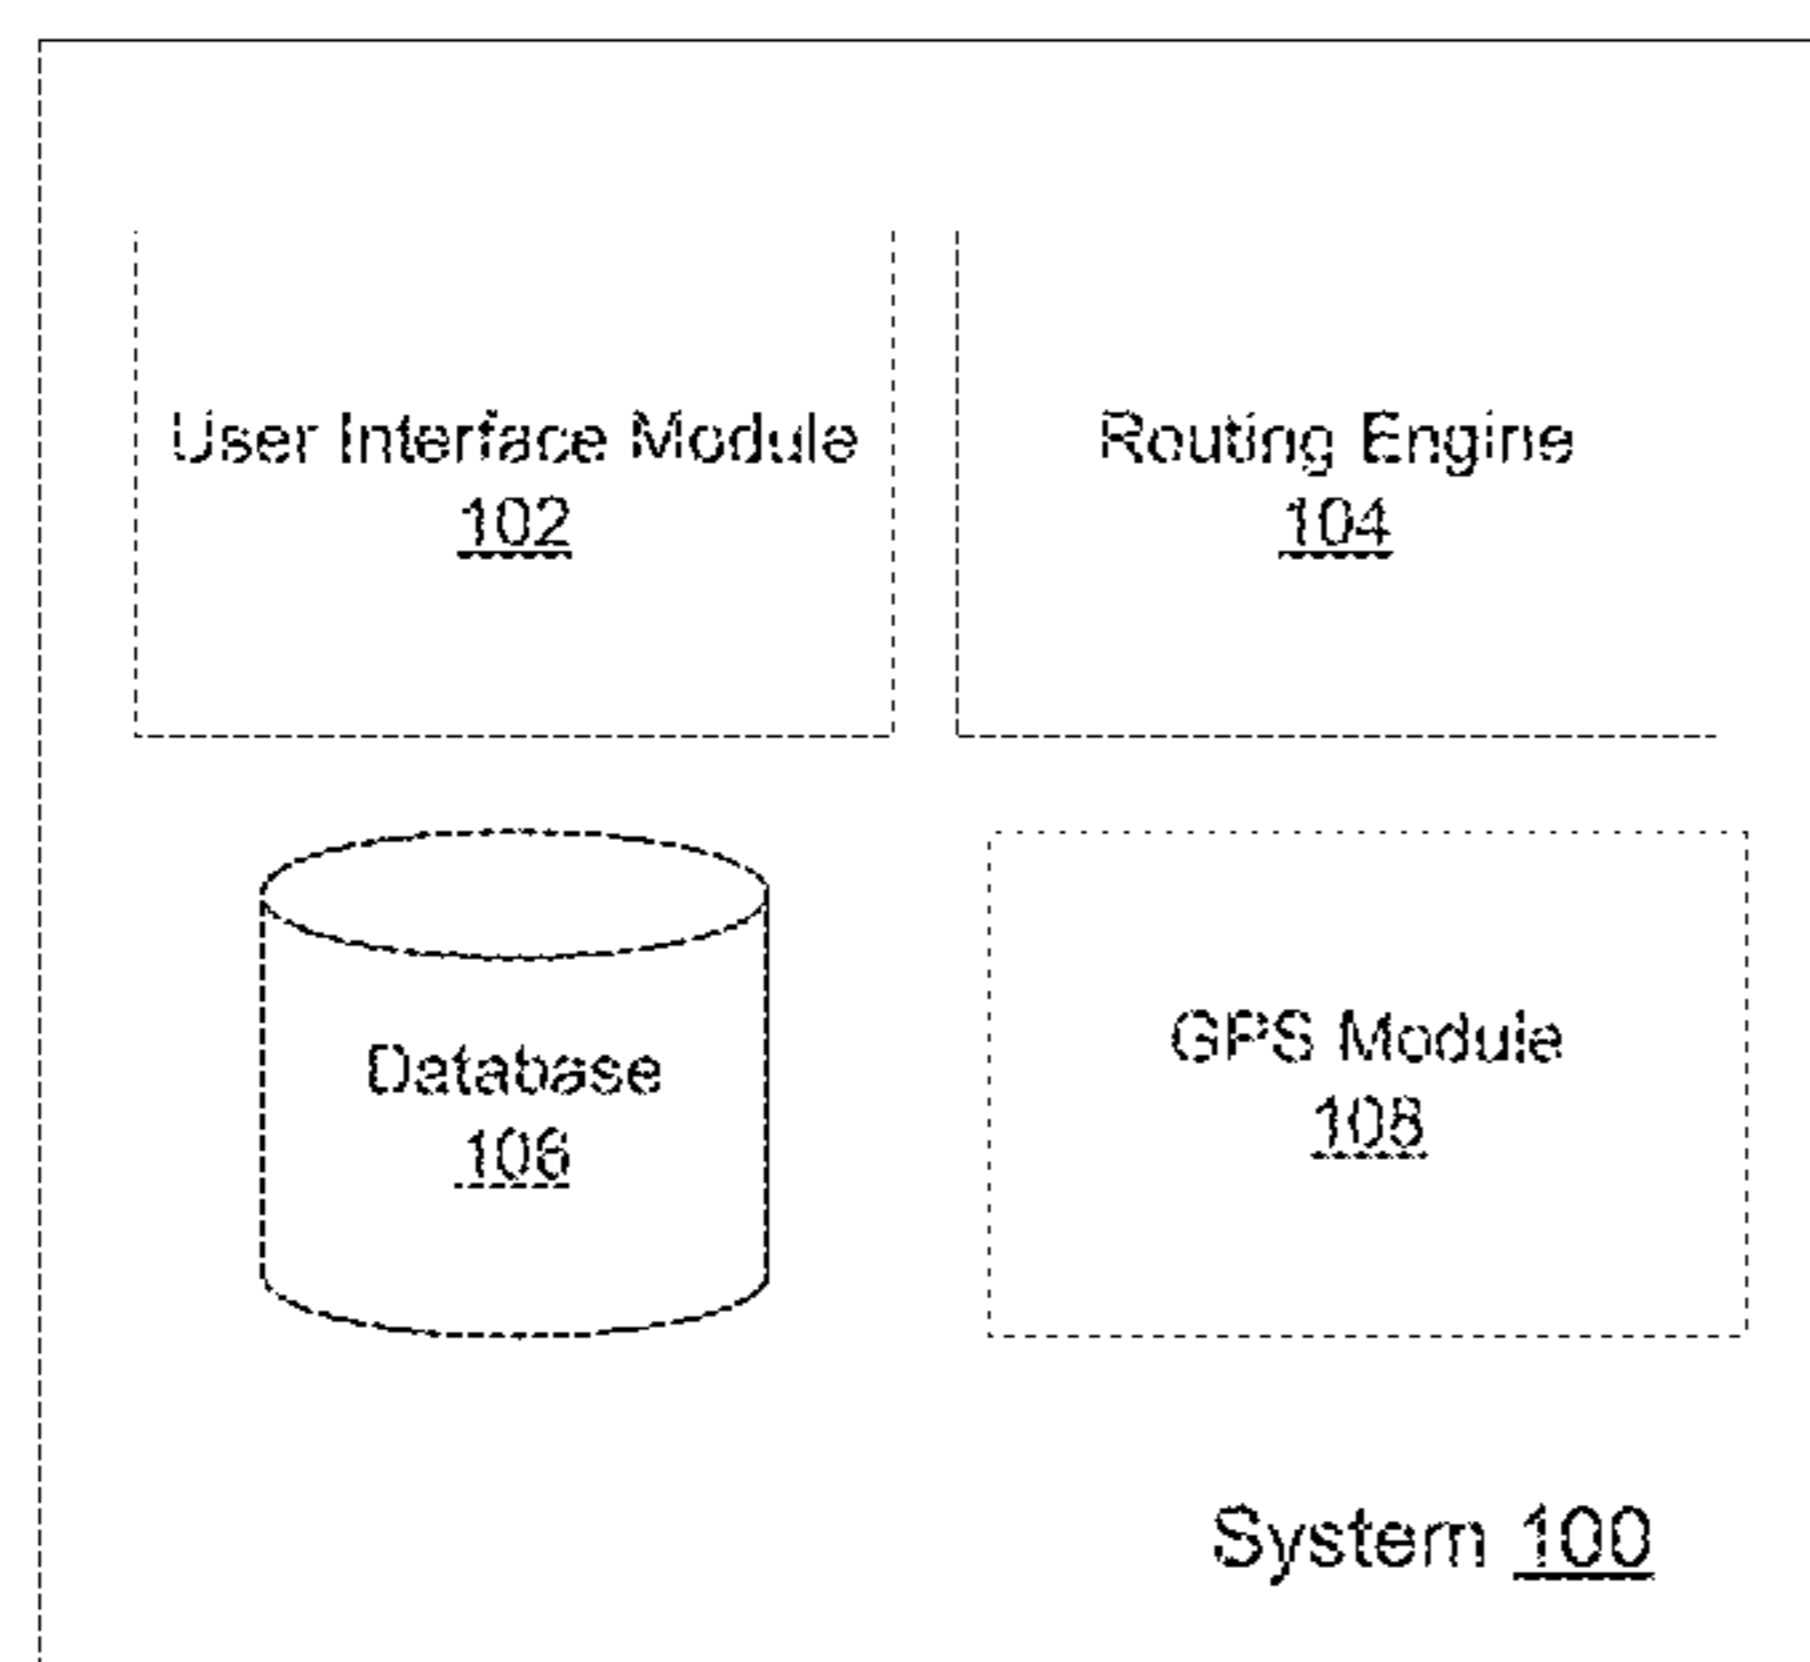 User Interface Module
102
Routing Engine
104
Database
106
GPS Module
108
System 100